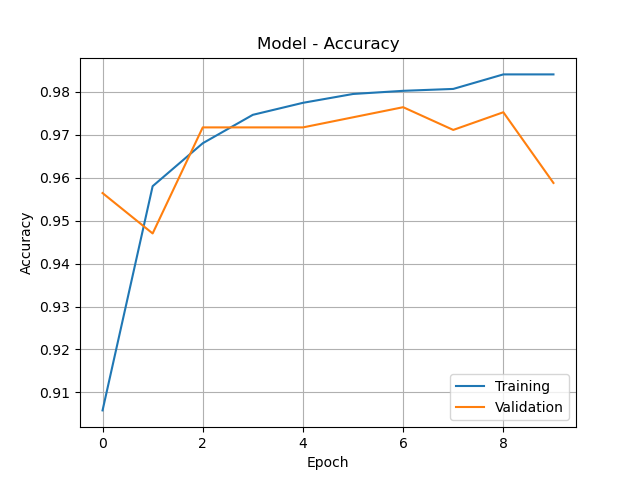 Model - Accuracy
Accuracy
0.98
0.97
0.96
0.95
0.94
0.93
0.92
0.91
0
2
4
6
8
Epoch
Training
Validation